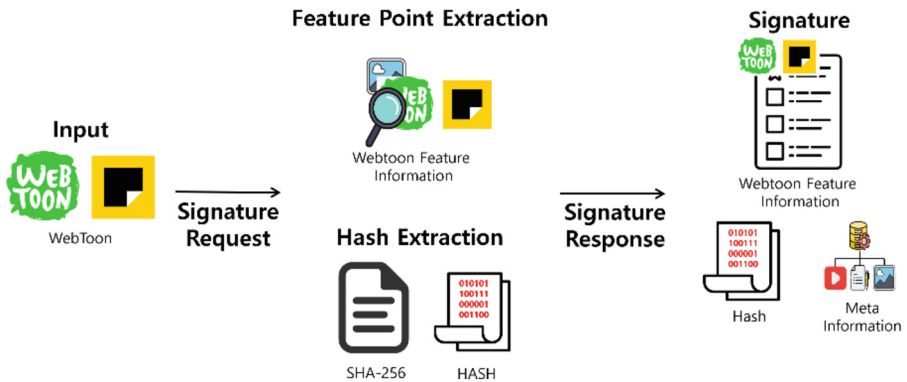 Feature Point Extraction
Signature
WEB
TOON
WEB
TOON
Webtoon Feature
Information
Input
WEB
TOON
WebToon
Signature
Request
Signature
Response
Webtoon Feature
Information
Hash Extraction
010101
100111
000001
001100
SHA-256
HASH
010101
100111
000001
001100
Hash
Meta
Information